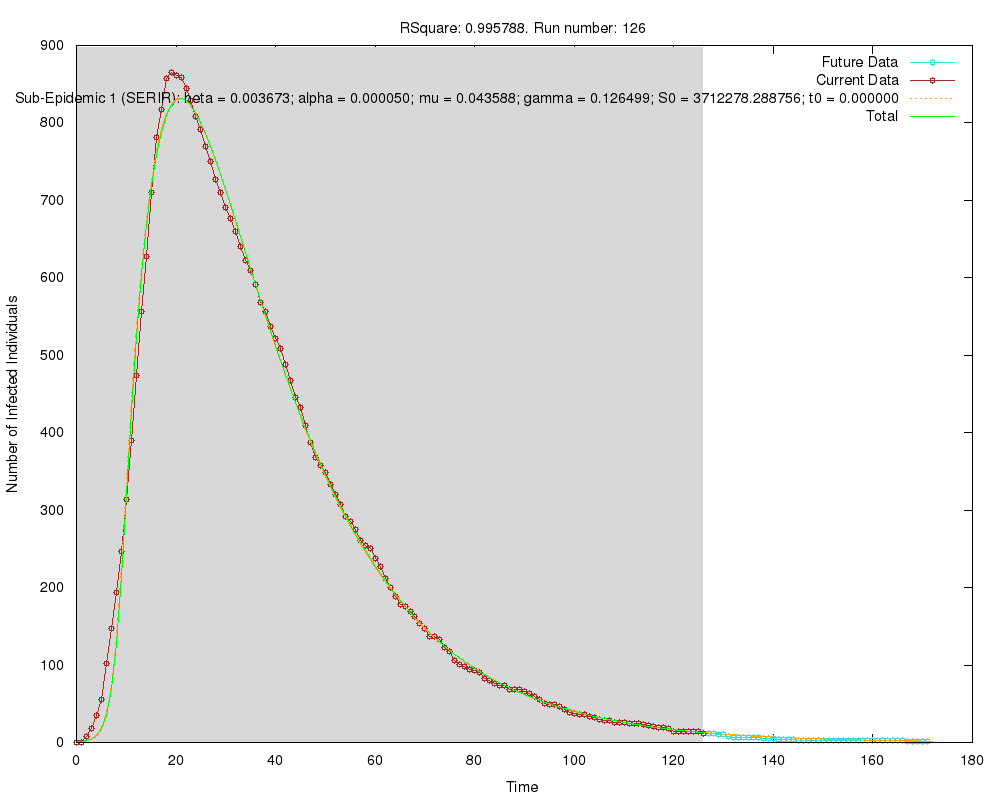 RSquare: 0.995788. Run number: 126
900
800
700
600
500
400
300
200
100
0
Number of Infected Individuals
Future Data
Current Data
Sub-Epidemic 1 (SERIR): beta = 0.003673; alpha = 0.000050; mu = 0.043588; gamma = 0.126499; S0 = 3712278.288756; t0 = 0.000000
Total
0 20 40 60 80 100 120 140 160 180
Time